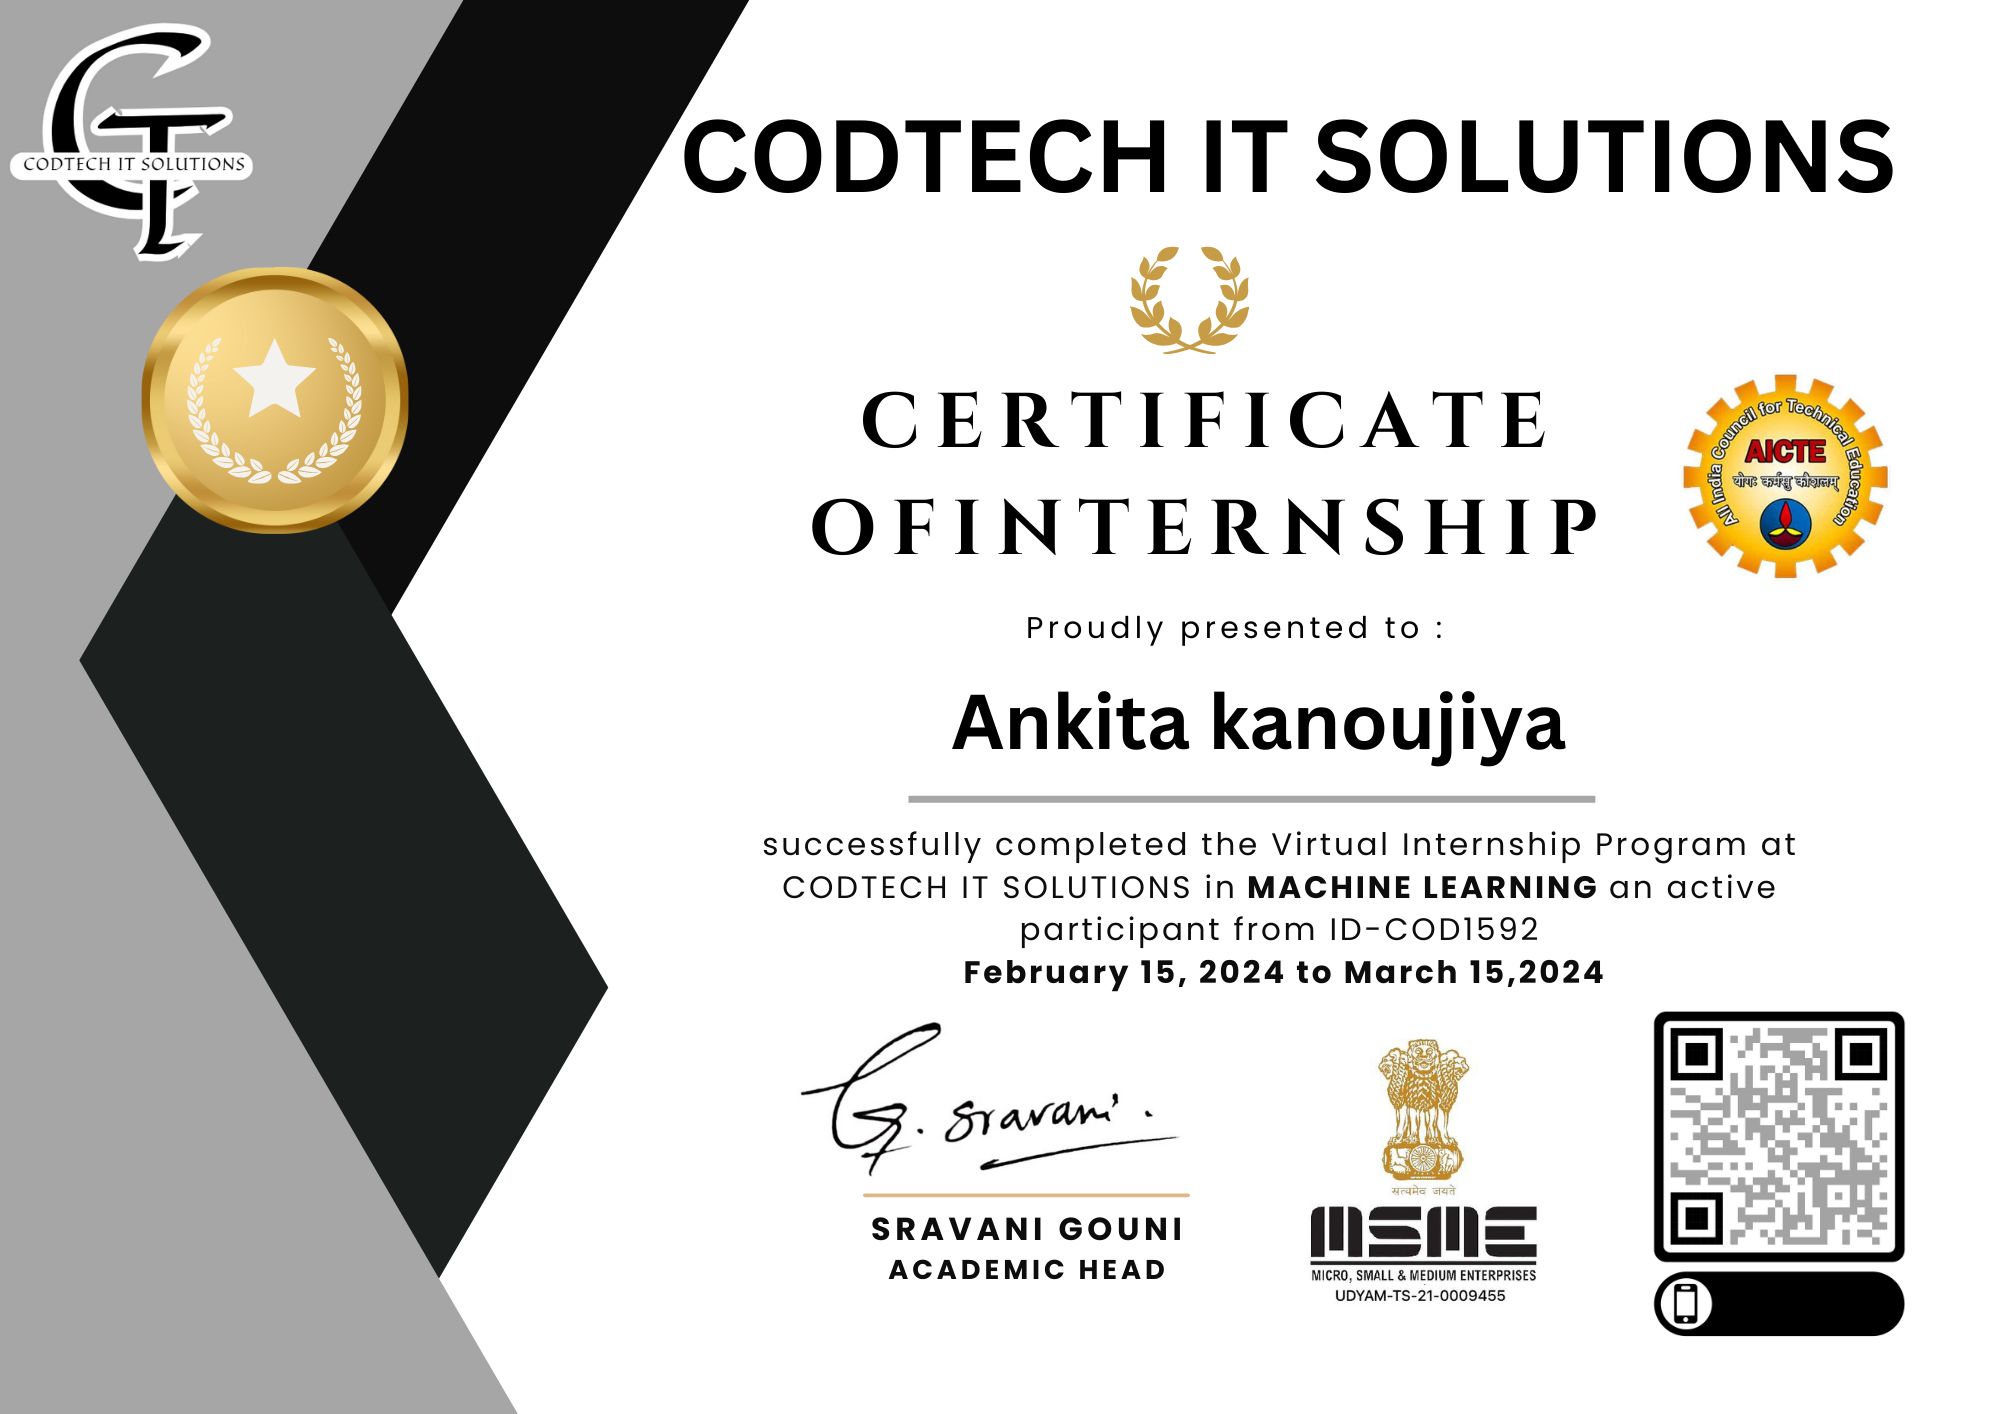 CODTECH IT SOLUTIONS
CODTECH IT SOLUTIONS
CERTIFICATE
OFINTERNSHIP
All India Council for Technical Education
AICTE
योगः कर्मसु कौशलम्
Proudly presented to :
Ankita kanoujiya
successfully completed the Virtual Internship Program at
CODTECH IT SOLUTIONS in MACHINE LEARNING an active
participant from ID-COD1592
February 15, 2024 to March 15,2024
G. Sravani.
SRAVANI GOUNI
ACADEMIC HEAD
सत्यमेव जयते
MSME
MICRO, SMALL & MEDIUM ENTERPRISES
UDYAM-TS-21-0009455